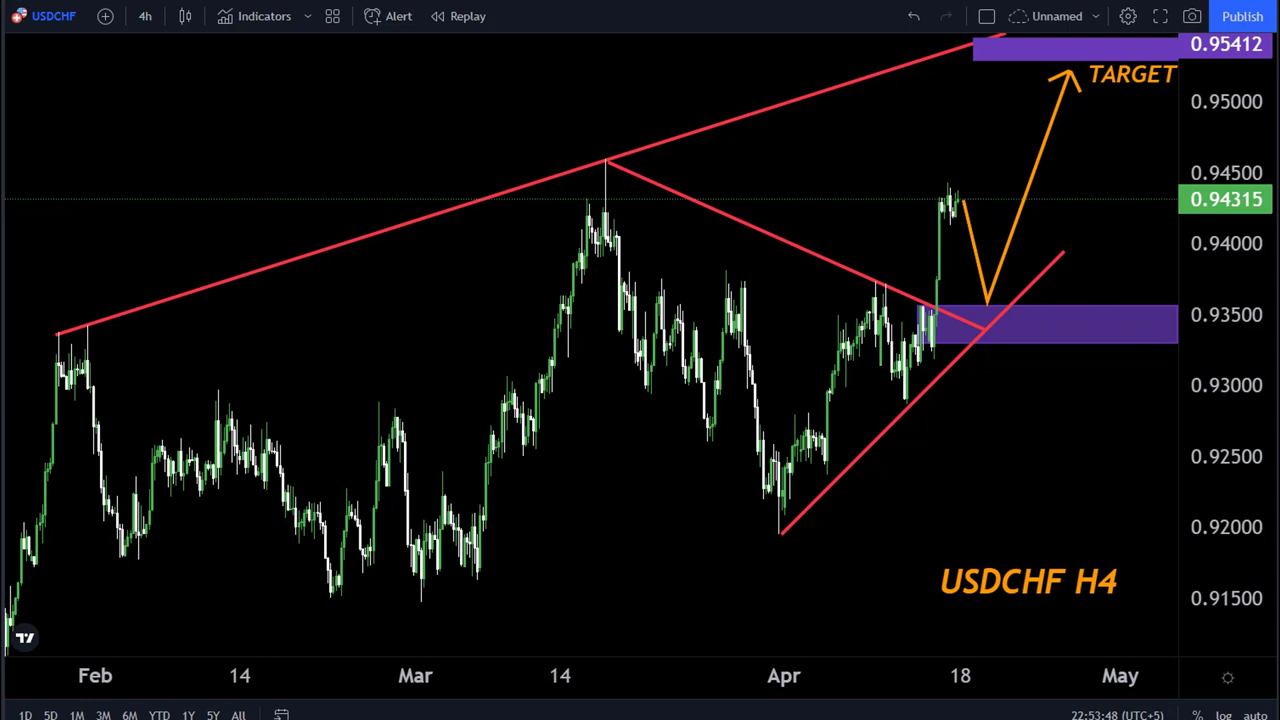 USDCHF 4h Indicators Alert Replay Unnamed Publish
0.95412
TARGET
0.95000
0.94500
0.94315
0.94000
0.93500
0.93000
0.92500
0.92000
USDCHF H4
0.91500
Feb 14 Mar 14 Apr 18 May
1D 5D 1M 3M 6M YTD 1Y 5Y All 22:53:48 (UTC+5) % log auto